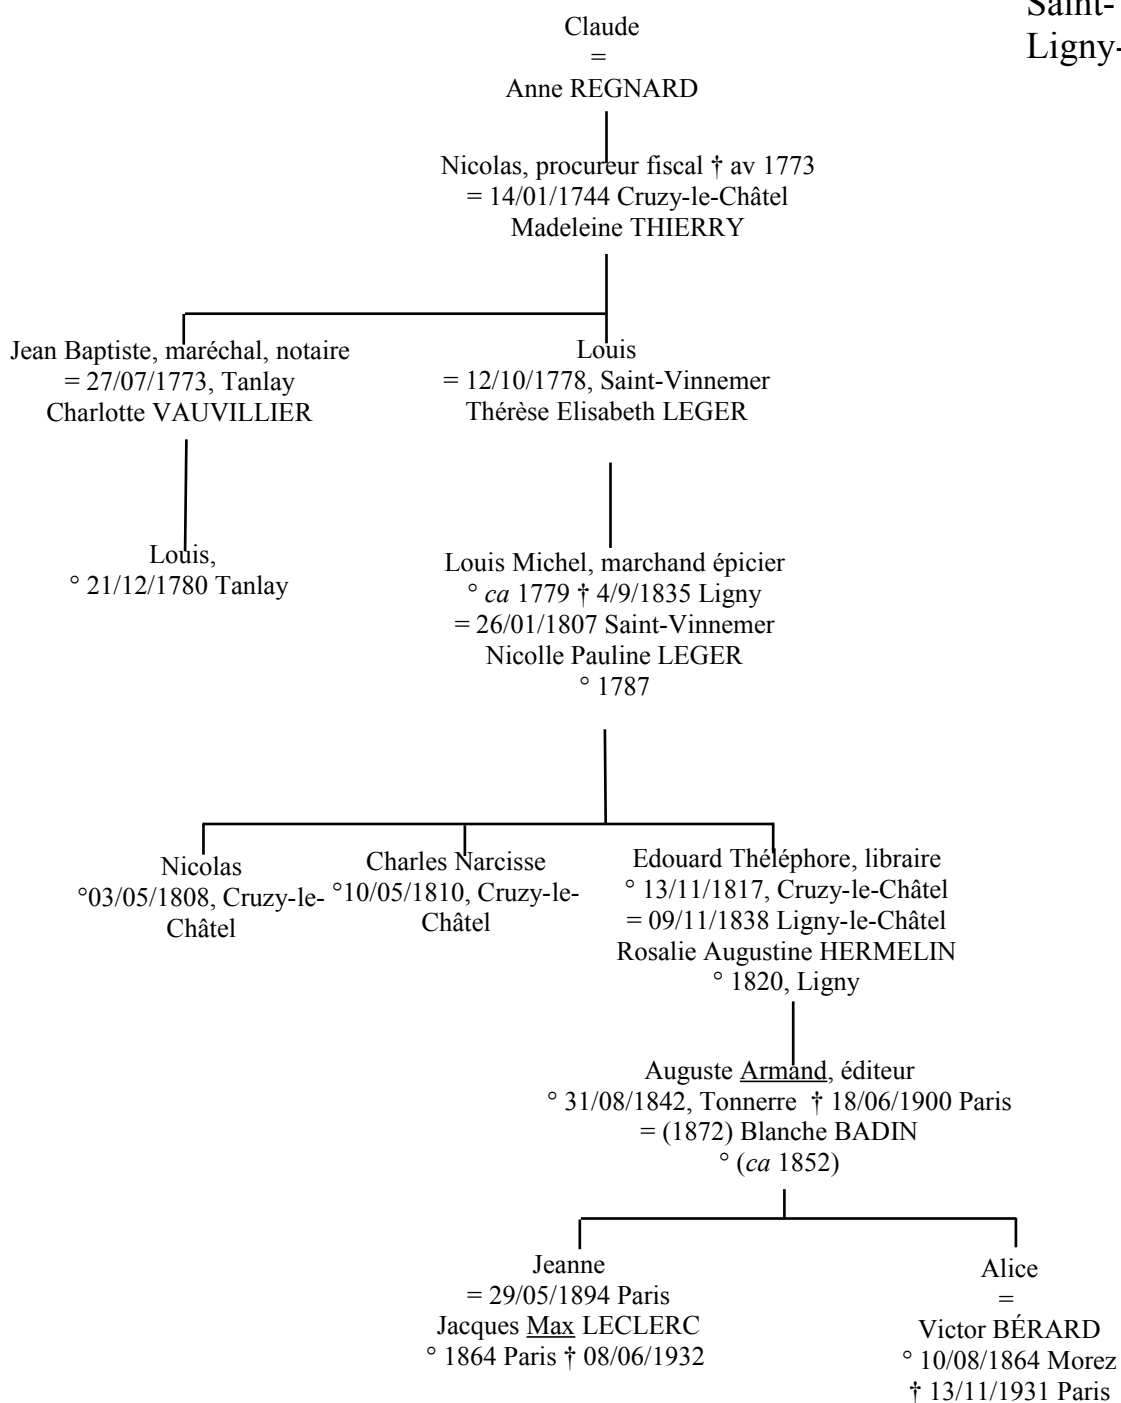 Saint-
Ligny-
Claude
=
Anne REGNARD
Nicolas, procureur fiscal † av 1773
= 14/01/1744 Cruzy-le-Châtel
Madeleine THIERRY
Jean Baptiste, maréchal, notaire
= 27/07/1773, Tanlay
Charlotte VAUVILLIER
Louis
= 12/10/1778, Saint-Vinnemer
Thérèse Elisabeth LEGER
Louis,
° 21/12/1780 Tanlay
Louis Michel, marchand épicier
° ca 1779 † 4/9/1835 Ligny
= 26/01/1807 Saint-Vinnemer
Nicolle Pauline LEGER
° 1787
Nicolas
°03/05/1808, Cruzy-le-
Châtel
Charles Narcisse
°10/05/1810, Cruzy-le-
Châtel
Edouard Théléphore, libraire
° 13/11/1817, Cruzy-le-Châtel
= 09/11/1838 Ligny-le-Châtel
Rosalie Augustine HERMELIN
° 1820, Ligny
Auguste Armand, éditeur
° 31/08/1842, Tonnerre † 18/06/1900 Paris
= (1872) Blanche BADIN
° (ca 1852)
Jeanne
= 29/05/1894 Paris
Jacques Max LECLERC
° 1864 Paris † 08/06/1932
Alice
=
Victor BÉRARD
° 10/08/1864 Morez
† 13/11/1931 Paris